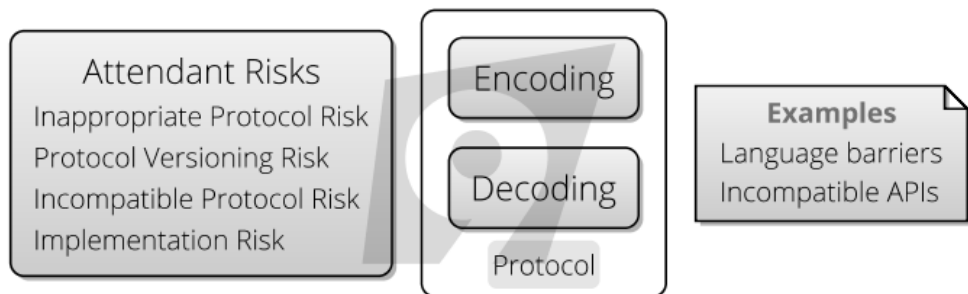 Attendant Risks
Inappropriate Protocol Risk
Protocol Versioning Risk
Incompatible Protocol Risk
Implementation Risk
Encoding
Decoding
Protocol
Examples
Language barriers
Incompatible APIs